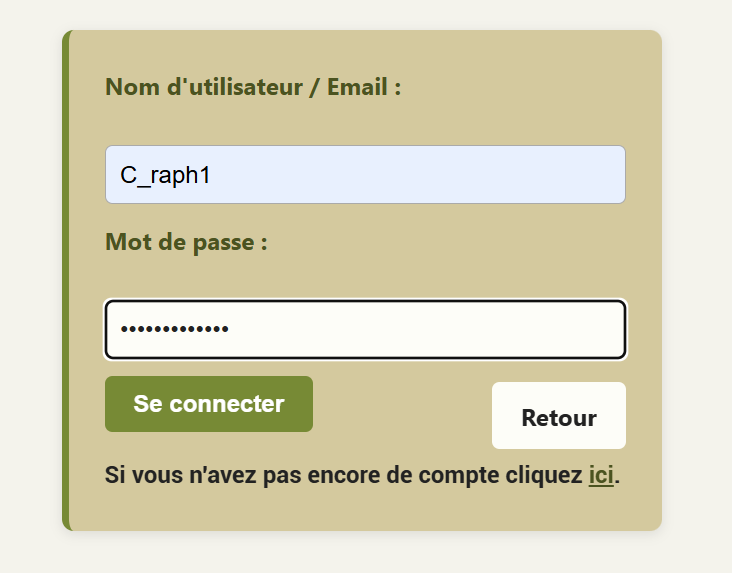 Nom d'utilisateur / Email :
C_raph1
Mot de passe :
•••••••••••••
Se connecter
Retour
Si vous n'avez pas encore de compte cliquez ici.